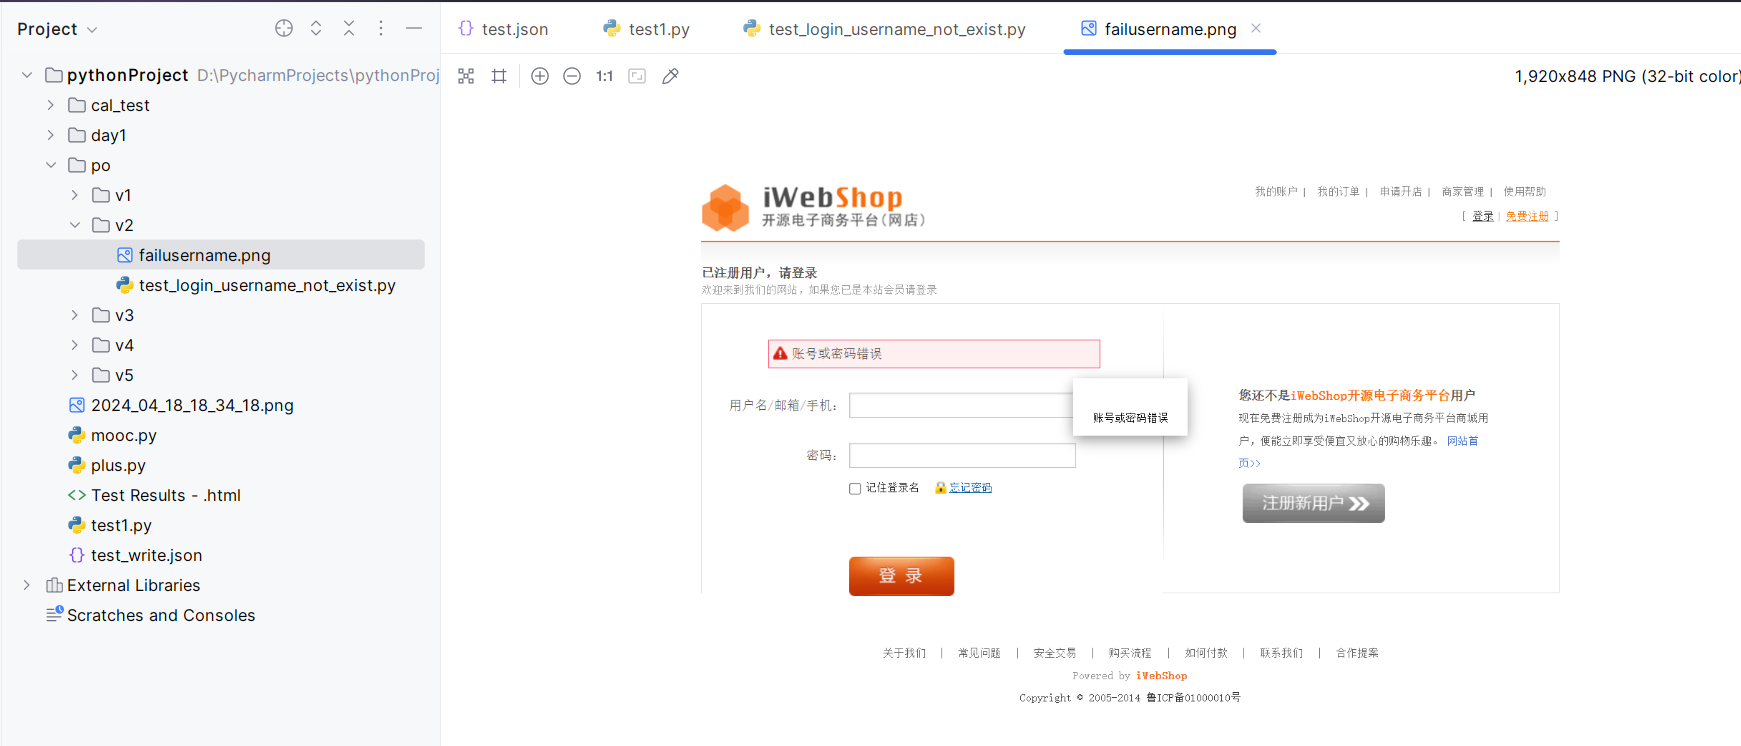 Project
test.json
test1.py
test_login_username_not_exist.py
failusername.png
1:1
1,920x848 PNG (32-bit color)
pythonProject D:\PycharmProjects\pythonProj
cal_test
day1
po
v1
v2
failusername.png
test_login_username_not_exist.py
v3
v4
v5
2024_04_18_18_34_18.png
mooc.py
plus.py
Test Results - .html
test1.py
test_write.json
External Libraries
Scratches and Consoles
iWebShop
开源电子商务平台(网店)
我的账户 | 我的订单 | 申请开店 | 商家管理 | 使用帮助
[ 登录 | 免费注册 ]
已注册用户，请登录
欢迎来到我们的网站，如果您已是本站会员请登录
账号或密码错误
用户名/邮箱/手机：
账号或密码错误
密码：
记住登录名 忘记密码
登 录
您还不是iWebShop开源电子商务平台用户
现在免费注册成为iWebShop开源电子商务平台商城用
户，便能立即享受便宜又放心的购物乐趣。 网站首
页>>
注册新用户
关于我们 | 常见问题 | 安全交易 | 购买流程 | 如何付款 | 联系我们 | 合作提案
Powered by iWebShop
Copyright © 2005-2014 鲁ICP备01000010号